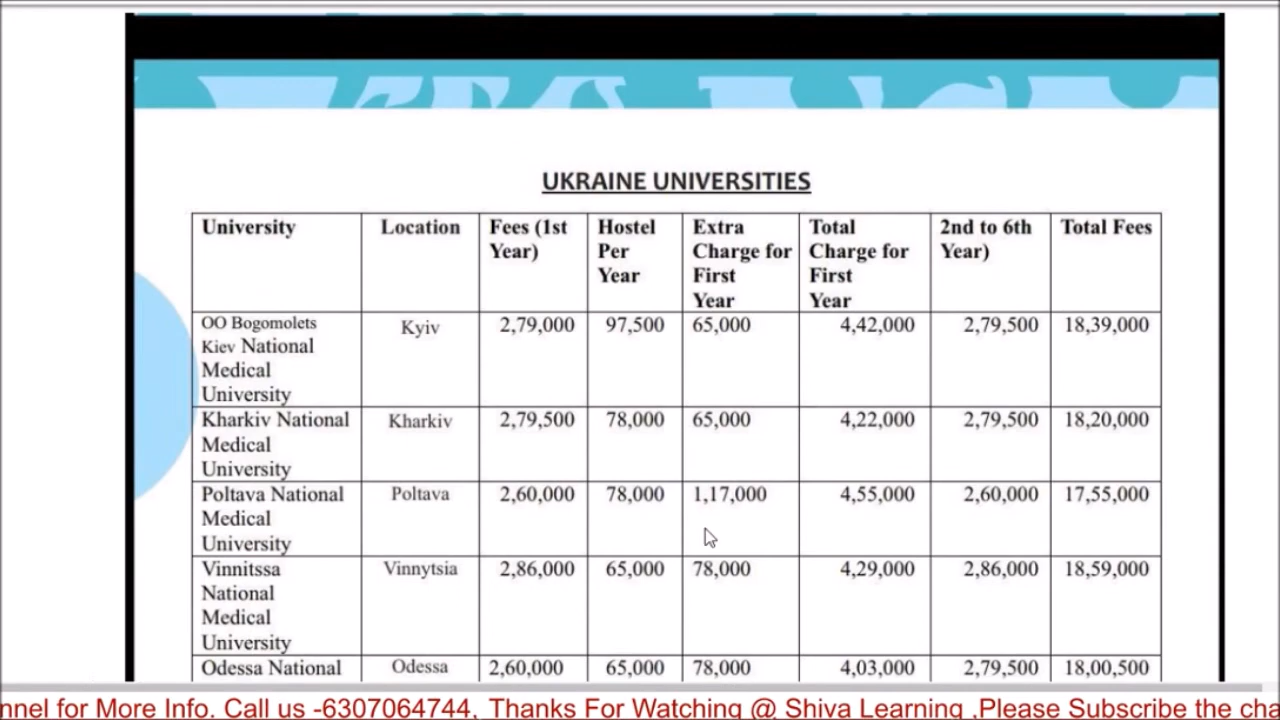 UKRAINE UNIVERSITIES
University Location Fees (1st Year) Hostel Per Year Extra Charge for First Year Total Charge for First Year 2nd to 6th Year) Total Fees
OO Bogomolets Kiev National Medical University Kyiv 2,79,000 97,500 65,000 4,42,000 2,79,500 18,39,000
Kharkiv National Medical University Kharkiv 2,79,500 78,000 65,000 4,22,000 2,79,500 18,20,000
Poltava National Medical University Poltava 2,60,000 78,000 1,17,000 4,55,000 2,60,000 17,55,000
Vinnitssa National Medical University Vinnytsia 2,86,000 65,000 78,000 4,29,000 2,86,000 18,59,000
Odessa National Odessa 2,60,000 65,000 78,000 4,03,000 2,79,500 18,00,500
nnel for More Info. Call us -6307064744, Thanks For Watching @ Shiva Learning ,Please Subscribe the cha